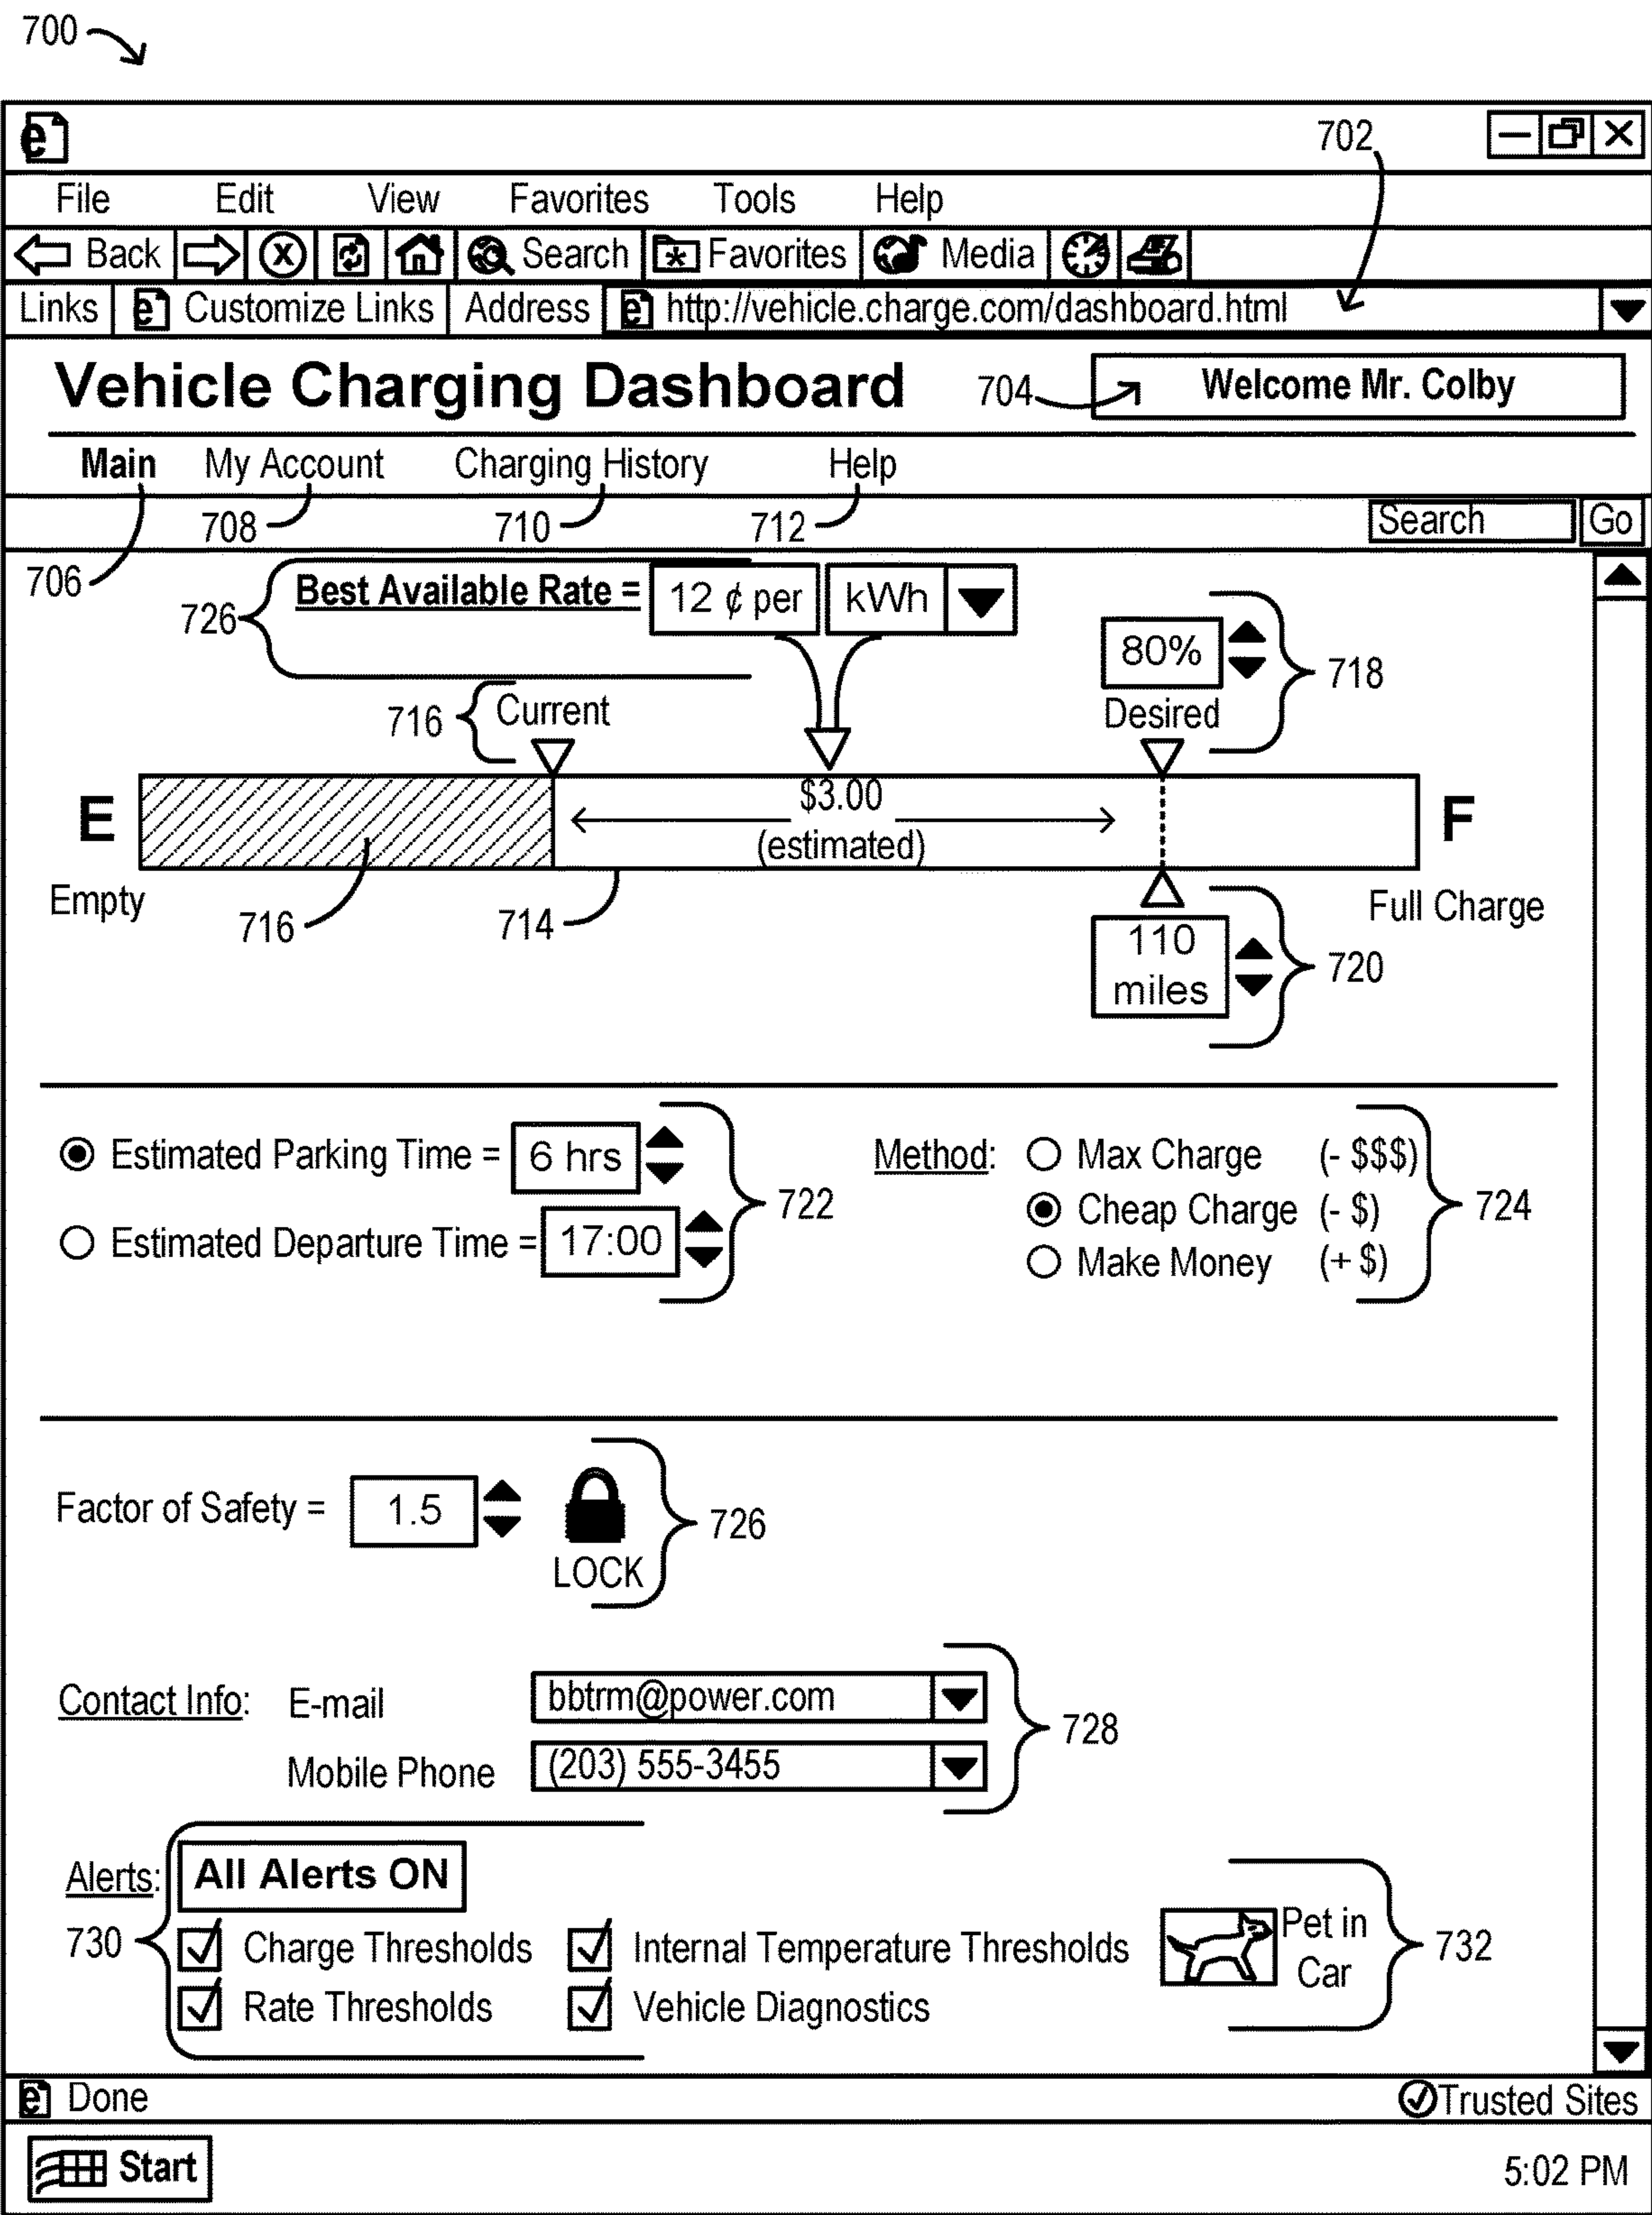 700
702
File Edit View Favorites Tools Help
Back Search Favorites Media
Links Customize Links Address http://vehicle.charge.com/dashboard.html
Vehicle Charging Dashboard 704 Welcome Mr. Colby
Main My Account Charging History Help
708 710 712 Search Go
706
726 Best Available Rate = 12 ¢ per kWh
80% 718
716 Current Desired
E $3.00 F
(estimated)
Empty 716 714 Full Charge
110
miles 720
Estimated Parking Time = 6 hrs Method: Max Charge (- $$$)
722 Cheap Charge (- $) 724
Estimated Departure Time = 17:00 Make Money (+ $)
Factor of Safety = 1.5 726
LOCK
Contact Info: E-mail bbtrm@power.com
728
Mobile Phone (203) 555-3455
Alerts: All Alerts ON
730 Charge Thresholds Internal Temperature Thresholds Pet in 732
Car
Rate Thresholds Vehicle Diagnostics
Done Trusted Sites
Start 5:02 PM